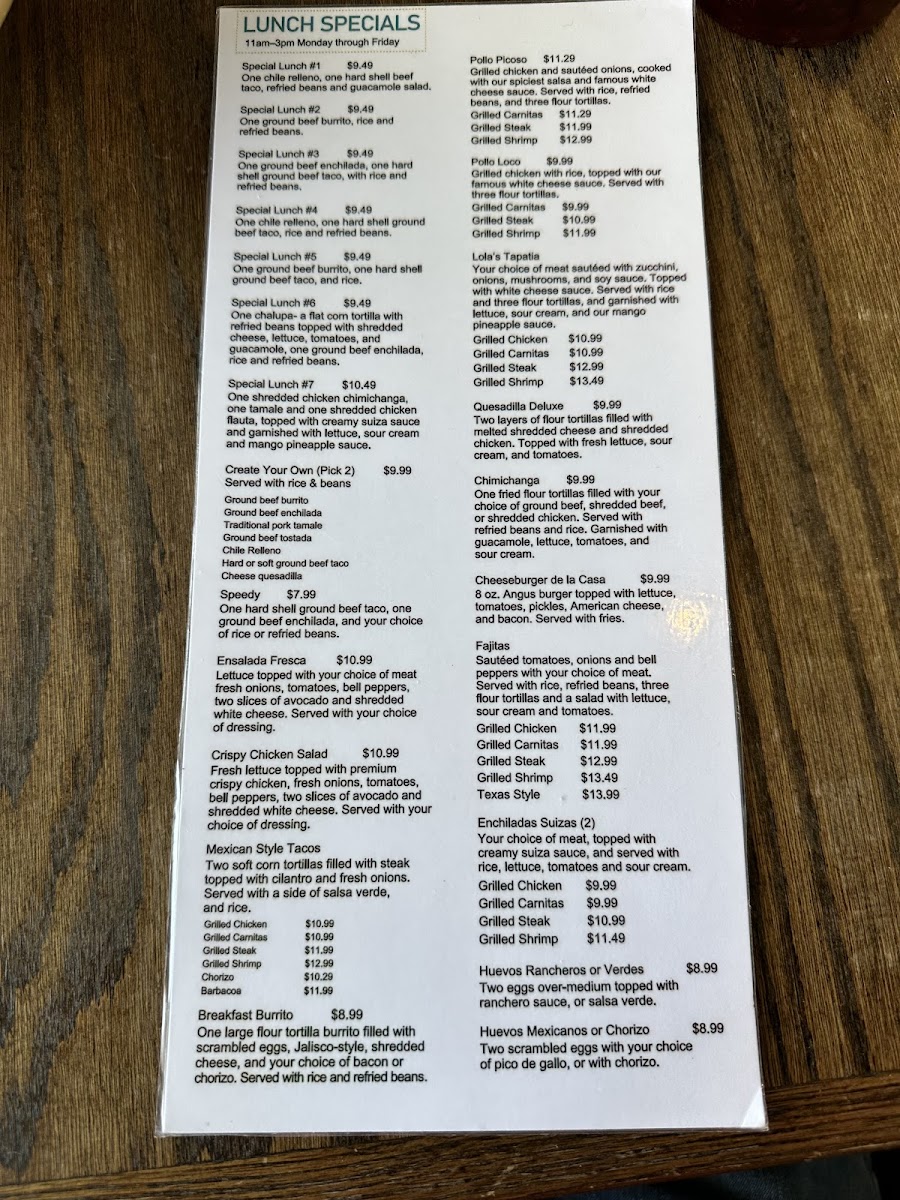 LUNCH SPECIALS
11am–3pm Monday through Friday
Special Lunch #1 $9.49
One chile relleno, one hard shell beef
taco, refried beans and guacamole salad.
Special Lunch #2 $9.49
One ground beef burrito, rice and
refried beans.
Special Lunch #3 $9.49
One ground beef enchilada, one hard
shell ground beef taco, with rice and
refried beans.
Special Lunch #4 $9.49
One chile relleno, one hard shell ground
beef taco, rice and refried beans.
Special Lunch #5 $9.49
One ground beef burrito, one hard shell
ground beef taco, and rice.
Special Lunch #6 $9.49
One chalupa- a flat corn tortilla with
refried beans topped with shredded
cheese, lettuce, tomatoes, and
guacamole, one ground beef enchilada,
rice and refried beans.
Special Lunch #7 $10.49
One shredded chicken chimichanga,
one tamale and one shredded chicken
flauta, topped with creamy suiza sauce
and garnished with lettuce, sour cream
and mango pineapple sauce.
Create Your Own (Pick 2) $9.99
Served with rice & beans
Ground beef burrito
Ground beef enchilada
Traditional pork tamale
Ground beef tostada
Chile Relleno
Hard or soft ground beef taco
Cheese quesadilla
Speedy $7.99
One hard shell ground beef taco, one
ground beef enchilada, and your choice
of rice or refried beans.
Ensalada Fresca $10.99
Lettuce topped with your choice of meat
fresh onions, tomatoes, bell peppers,
two slices of avocado and shredded
white cheese. Served with your choice
of dressing.
Crispy Chicken Salad $10.99
Fresh lettuce topped with premium
crispy chicken, fresh onions, tomatoes,
bell peppers, two slices of avocado and
shredded white cheese. Served with your
choice of dressing.
Mexican Style Tacos
Two soft corn tortillas filled with steak
topped with cilantro and fresh onions.
Served with a side of salsa verde,
and rice.
Grilled Chicken $10.99
Grilled Carnitas $10.99
Grilled Steak $11.99
Grilled Shrimp $12.99
Chorizo $10.29
Barbacoa $11.99
Breakfast Burrito $8.99
One large flour tortilla burrito filled with
scrambled eggs, Jalisco-style, shredded
cheese, and your choice of bacon or
chorizo. Served with rice and refried beans.
Pollo Picoso $11.29
Grilled chicken and sautéed onions, cooked
with our spiciest salsa and famous white
cheese sauce. Served with rice, refried
beans, and three flour tortillas.
Grilled Carnitas $11.29
Grilled Steak $11.99
Grilled Shrimp $12.99
Pollo Loco $9.99
Grilled chicken with rice, topped with our
famous white cheese sauce. Served with
three flour tortillas.
Grilled Carnitas $9.99
Grilled Steak $10.99
Grilled Shrimp $11.99
Lola's Tapatia
Your choice of meat sautéed with zucchini,
onions, mushrooms, and soy sauce. Topped
with white cheese sauce. Served with rice
and three flour tortillas, and garnished with
lettuce, sour cream, and our mango
pineapple sauce.
Grilled Chicken $10.99
Grilled Carnitas $10.99
Grilled Steak $12.99
Grilled Shrimp $13.49
Quesadilla Deluxe $9.99
Two layers of flour tortillas filled with
melted shredded cheese and shredded
chicken. Topped with fresh lettuce, sour
cream, and tomatoes.
Chimichanga $9.99
One fried flour tortillas filled with your
choice of ground beef, shredded beef,
or shredded chicken. Served with
refried beans and rice. Garnished with
guacamole, lettuce, tomatoes, and
sour cream.
Cheeseburger de la Casa $9.99
8 oz. Angus burger topped with lettuce,
tomatoes, pickles, American cheese,
and bacon. Served with fries.
Fajitas
Sautéed tomatoes, onions and bell
peppers with your choice of meat.
Served with rice, refried beans, three
flour tortillas and a salad with lettuce,
sour cream and tomatoes.
Grilled Chicken $11.99
Grilled Carnitas $11.99
Grilled Steak $12.99
Grilled Shrimp $13.49
Texas Style $13.99
Enchiladas Suizas (2)
Your choice of meat, topped with
creamy suiza sauce, and served with
rice, lettuce, tomatoes and sour cream.
Grilled Chicken $9.99
Grilled Carnitas $9.99
Grilled Steak $10.99
Grilled Shrimp $11.49
Huevos Rancheros or Verdes $8.99
Two eggs over-medium topped with
ranchero sauce, or salsa verde.
Huevos Mexicanos or Chorizo $8.99
Two scrambled eggs with your choice
of pico de gallo, or with chorizo.